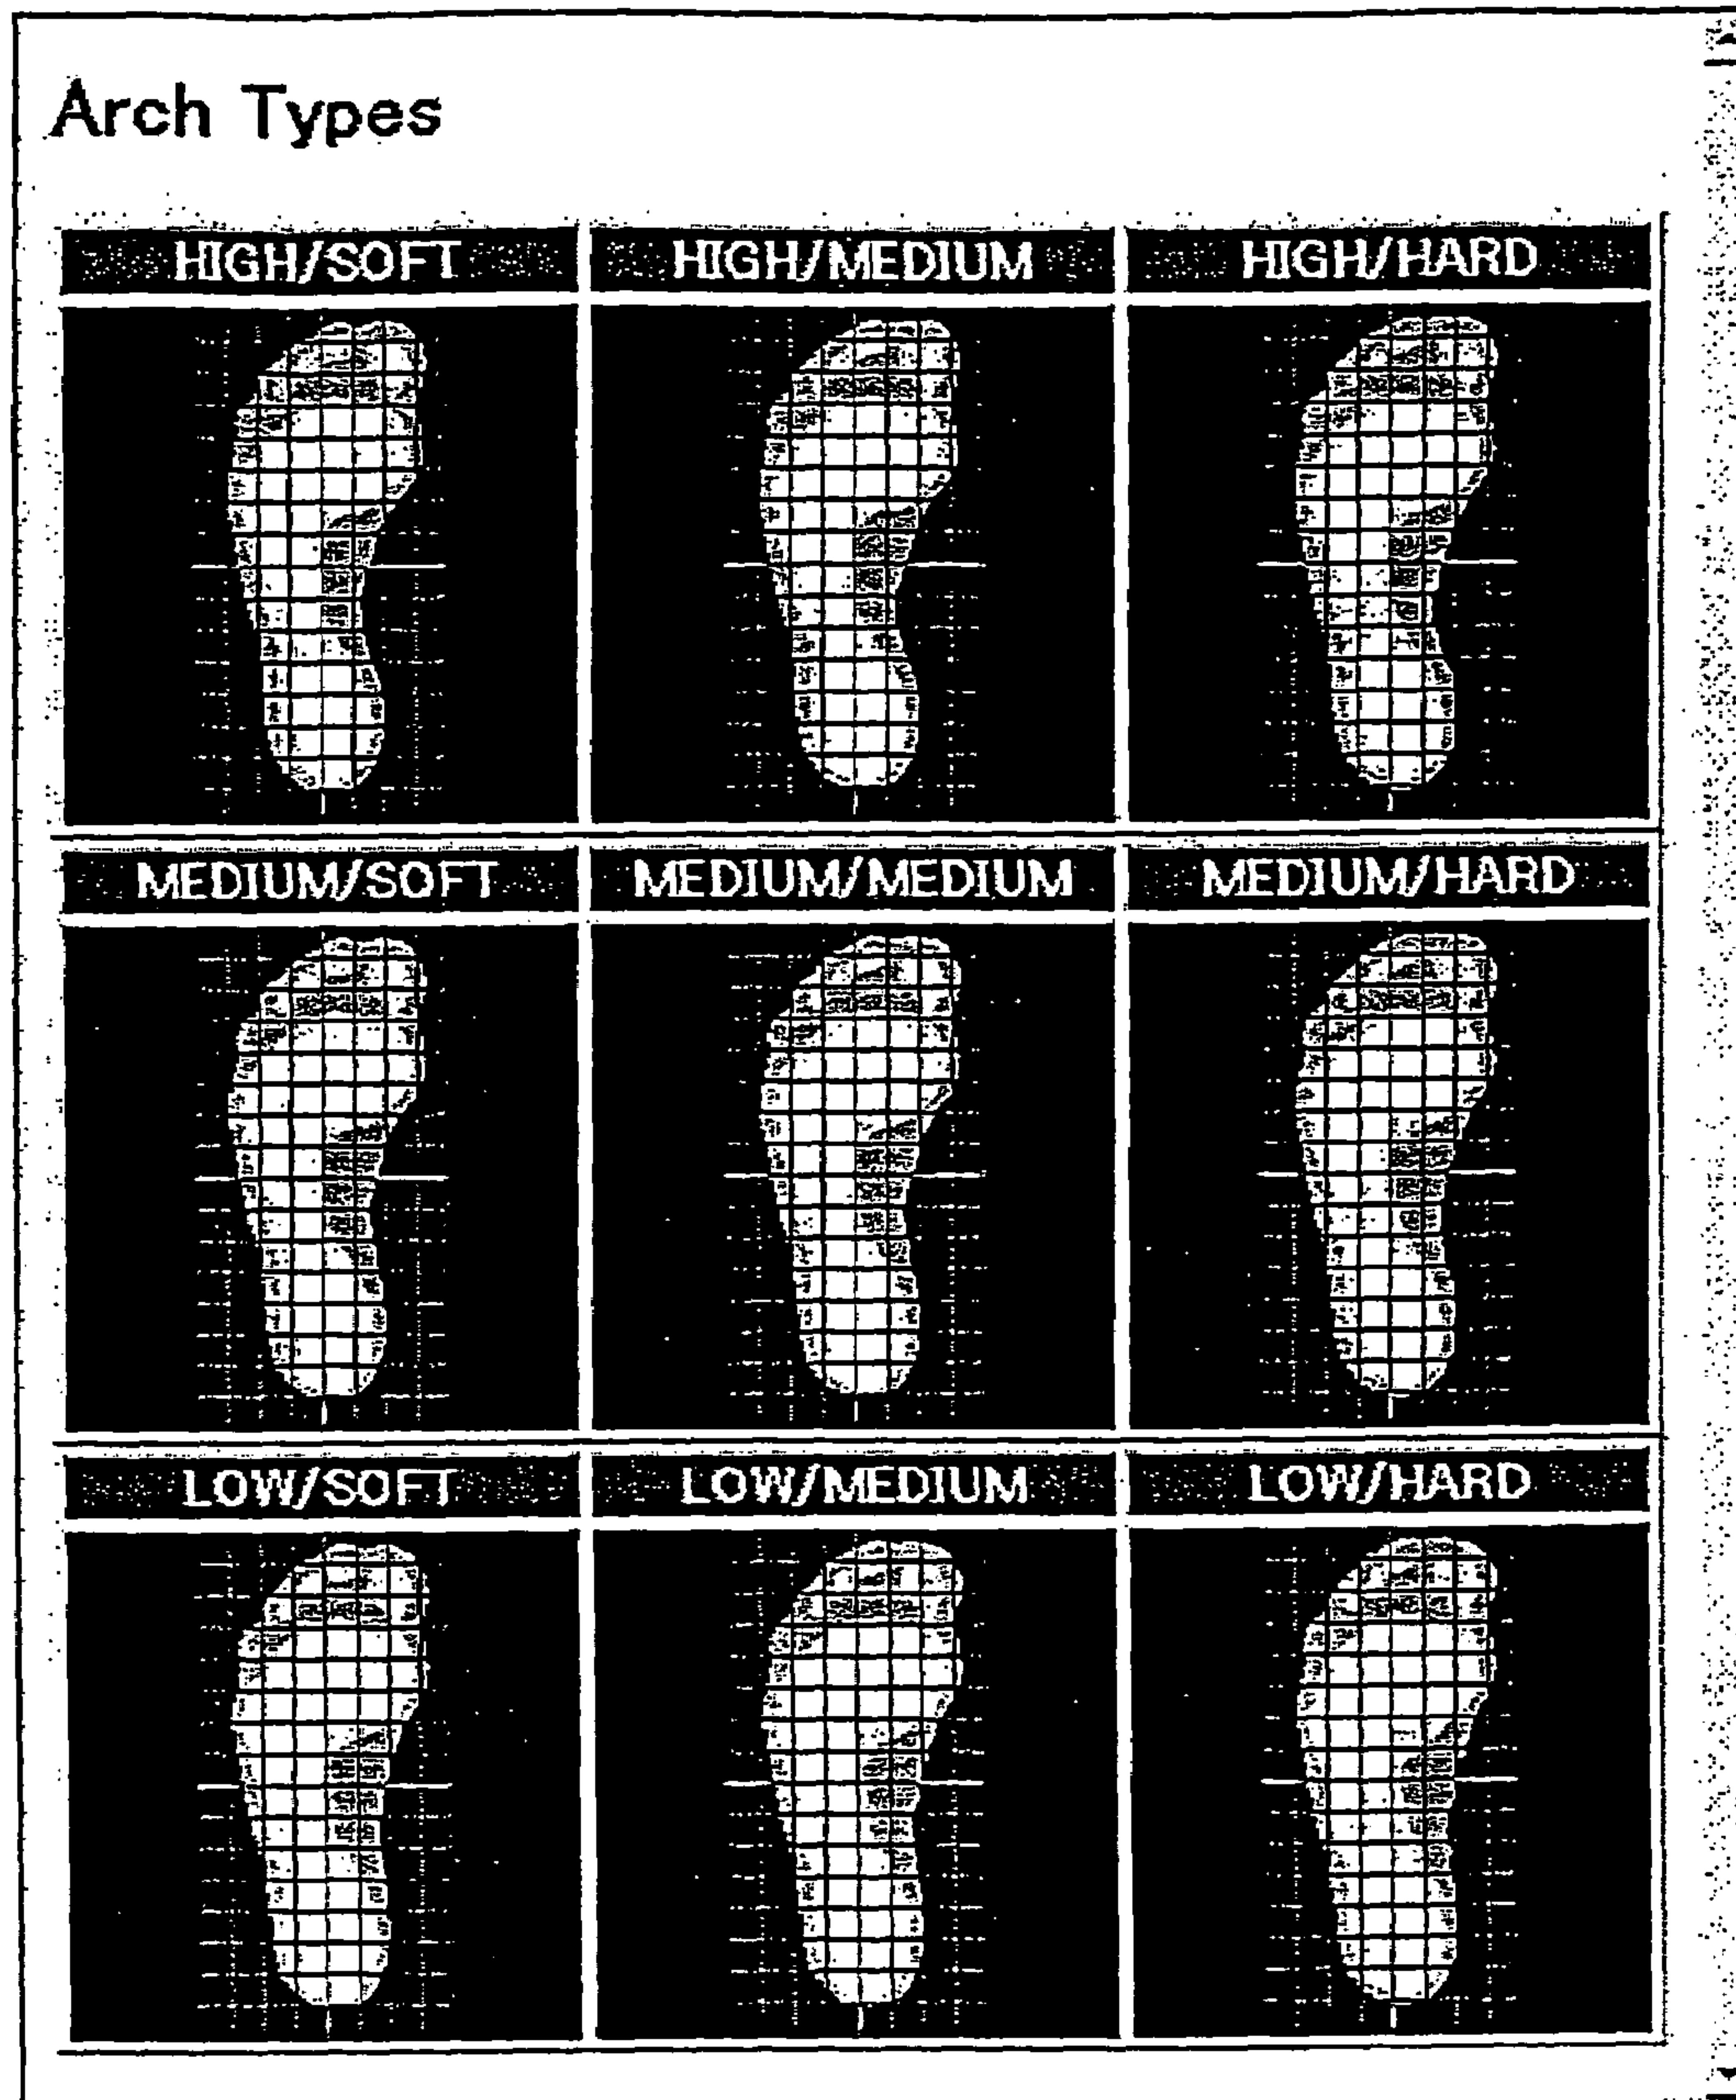 Arch Types
HIGH/SOFT HIGH/MEDIUM HIGH/HARD
MEDIUM/SOFT MEDIUM/MEDIUM MEDIUM/HARD
LOW/SOFT LOW/MEDIUM LOW/HARD